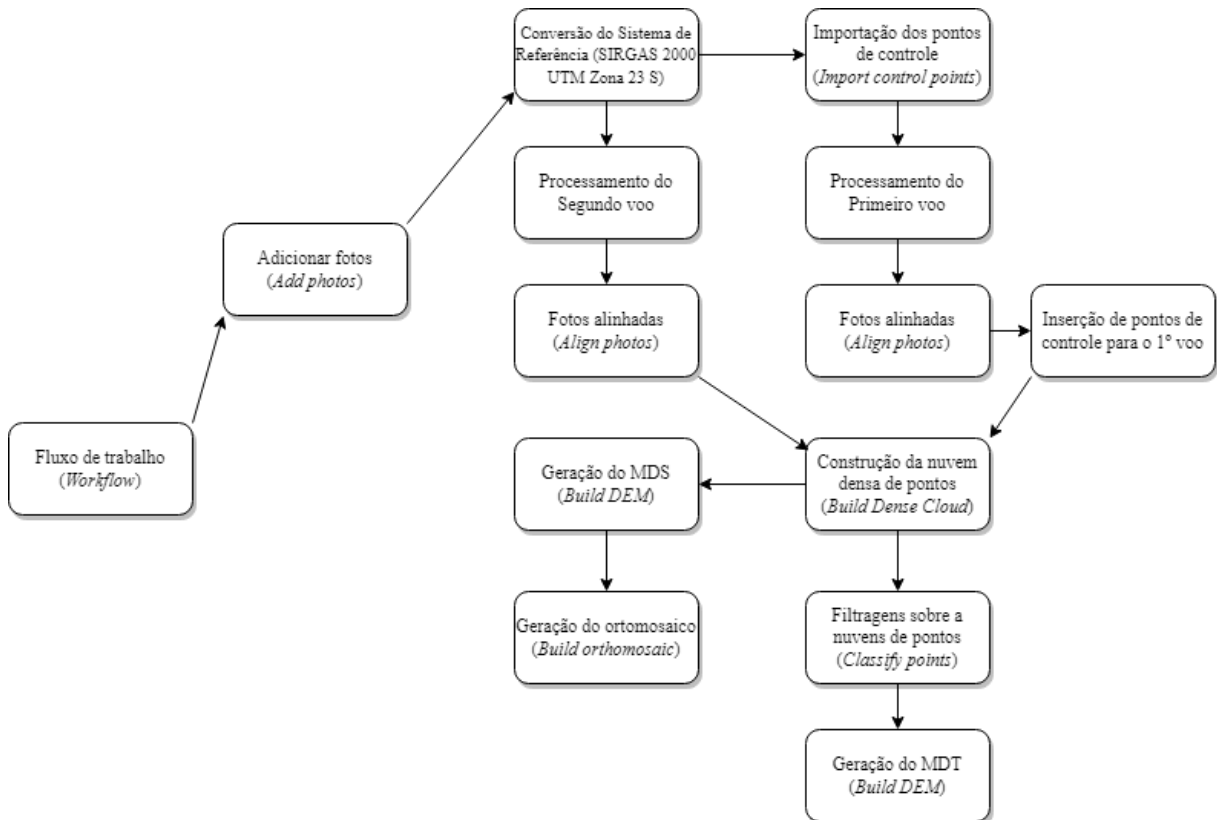 Conversão do Sistema de
Referência (SIRGAS 2000
UTM Zona 23 S)
Importação dos pontos
de controle
(Import control points)
Processamento do
Segundo voo
Processamento do
Primeiro voo
Adicionar fotos
(Add photos)
Fotos alinhadas
(Align photos)
Fotos alinhadas
(Align photos)
Inserção de pontos de
controle para o 1º voo
Fluxo de trabalho
(Workflow)
Geração do MDS
(Build DEM)
Construção da nuvem
densa de pontos
(Build Dense Cloud)
Geração do ortomosaico
(Build orthomosaic)
Filtragens sobre a
nuvens de pontos
(Classify points)
Geração do MDT
(Build DEM)